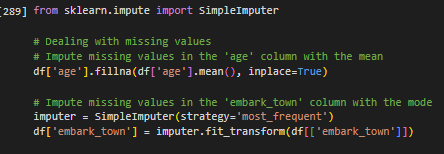 [289] from sklearn.impute import SimpleImputer
# Dealing with missing values
# Impute missing values in the 'age' column with the mean
df['age'].fillna(df['age'].mean(), inplace=True)
# Impute missing values in the 'embark_town' column with the mode
imputer = SimpleImputer(strategy='most_frequent')
df['embark_town'] = imputer.fit_transform(df[['embark_town']])